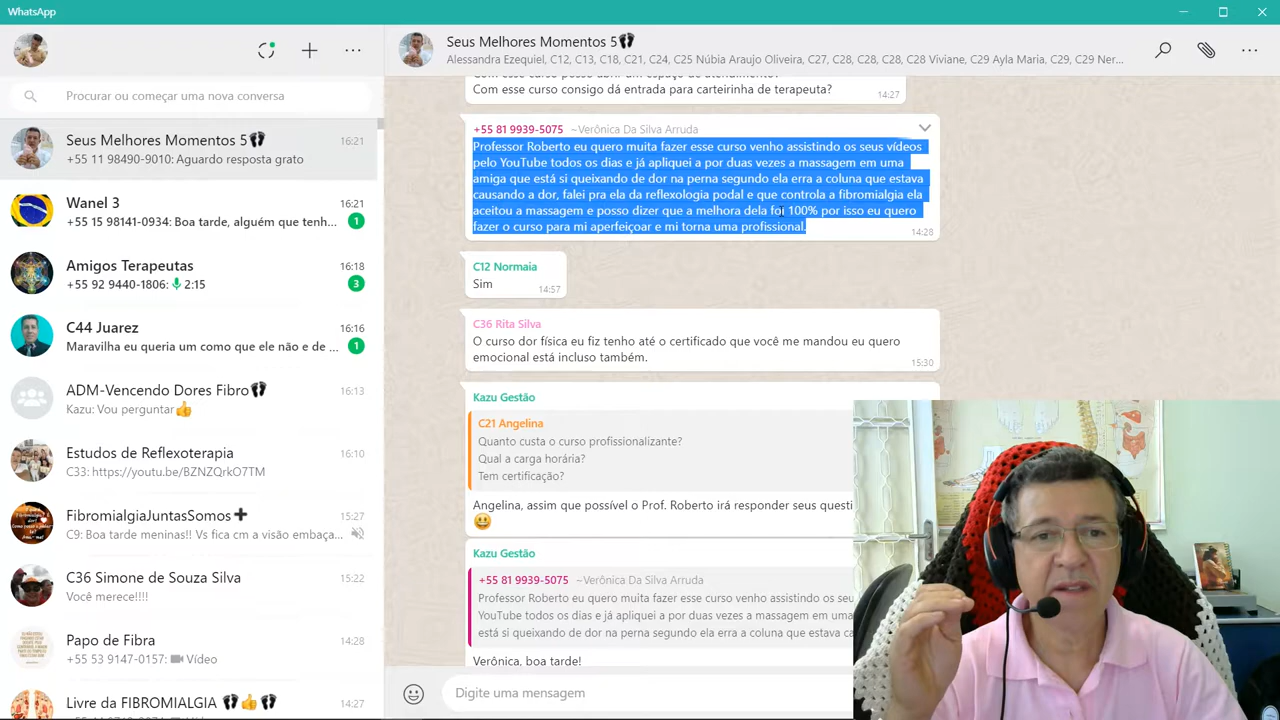 WhatsApp
Procurar ou começar uma nova conversa
Seus Melhores Momentos 5 16:21
+55 11 98490-9010: Aguardo resposta grato
Wanel 3 16:21
+55 15 98141-0934: Boa tarde, alguém que tenh... 1
Amigos Terapeutas 16:18
+55 92 9440-1806: 2:15 3
C44 Juarez 16:16
Maravilha eu queria um como que ele não e de ... 1
ADM-Vencendo Dores Fibro 16:13
Kazu: Vou perguntar
Estudos de Reflexoterapia 16:10
C33: https://youtu.be/BZNZQrkO7TM
FibromialgiaJuntasSomos 15:27
C9: Boa tarde meninas!! Vs fica cm a visão embaça...
C36 Simone de Souza Silva 15:22
Você merece!!!!
Papo de Fibra 14:28
+55 53 9147-0157: Vídeo
Livre da FIBROMIALGIA 14:27
Seus Melhores Momentos 5
Alessandra Ezequiel, C12, C13, C18, C21, C24, C25 Núbia Araujo Oliveira, C27, C28, C28, C28 Viviane, C29 Ayla Maria, C29, C29 Ner...
Com esse curso posso abrir um espaço de atendimento?
Com esse curso consigo dá entrada para carteirinha de terapeuta? 14:27
+55 81 9939-5075 ~Verônica Da Silva Arruda
Professor Roberto eu quero muita fazer esse curso venho assistindo os seus vídeos
pelo YouTube todos os dias e já apliquei a por duas vezes a massagem em uma
amiga que está si queixando de dor na perna segundo ela erra a coluna que estava
causando a dor, falei pra ela da reflexologia podal e que controla a fibromialgia ela
aceitou a massagem e posso dizer que a melhora dela foi 100% por isso eu quero
fazer o curso para mi aperfeiçoar e mi torna uma profissional. 14:28
C12 Normaia
Sim 14:57
C36 Rita Silva
O curso dor física eu fiz tenho até o certificado que você me mandou eu quero
emocional está incluso também. 15:30
Kazu Gestão
C21 Angelina
Quanto custa o curso profissionalizante?
Qual a carga horária?
Tem certificação?
Angelina, assim que possível o Prof. Roberto irá responder seus questi
Kazu Gestão
+55 81 9939-5075 ~Verônica Da Silva Arruda
Professor Roberto eu quero muita fazer esse curso venho assistindo os seu
YouTube todos os dias e já apliquei a por duas vezes a massagem em uma
está si queixando de dor na perna segundo ela erra a coluna que estava ca
Verônica, boa tarde!
Digite uma mensagem